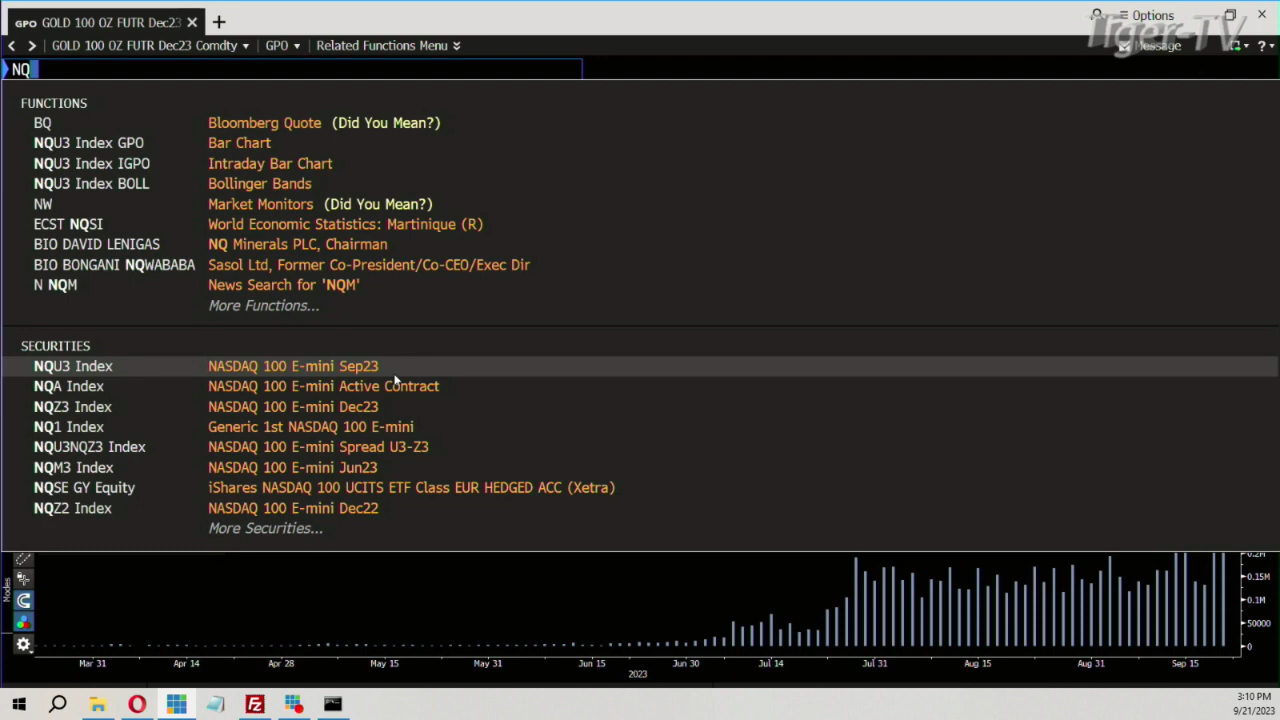 GPO GOLD 100 OZ FUTR Dec23
Options
Tiger-TV
GOLD 100 OZ FUTR Dec23 Comdty GPO Related Functions Menu
Message
?
NQ
FUNCTIONS
BQ Bloomberg Quote (Did You Mean?)
NQU3 Index GPO Bar Chart
NQU3 Index IGPO Intraday Bar Chart
NQU3 Index BOLL Bollinger Bands
NW Market Monitors (Did You Mean?)
ECST NQSI World Economic Statistics: Martinique (R)
BIO DAVID LENIGAS NQ Minerals PLC, Chairman
BIO BONGANI NQWABABA Sasol Ltd, Former Co-President/Co-CEO/Exec Dir
N NQM News Search for 'NQM'
More Functions...
SECURITIES
NQU3 Index NASDAQ 100 E-mini Sep23
NQA Index NASDAQ 100 E-mini Active Contract
NQZ3 Index NASDAQ 100 E-mini Dec23
NQ1 Index Generic 1st NASDAQ 100 E-mini
NQU3NQZ3 Index NASDAQ 100 E-mini Spread U3-Z3
NQM3 Index NASDAQ 100 E-mini Jun23
NQSE GY Equity iShares NASDAQ 100 UCITS ETF Class EUR HEDGED ACC (Xetra)
NQZ2 Index NASDAQ 100 E-mini Dec22
More Securities...
0.2M
0.15M
0.1M
50000
0
Modes
Mar 31 Apr 14 Apr 28 May 15 May 31 Jun 15 Jun 30 Jul 14 Jul 31 Aug 15 Aug 31 Sep 15
2023
FZ
3:10 PM
9/21/2023